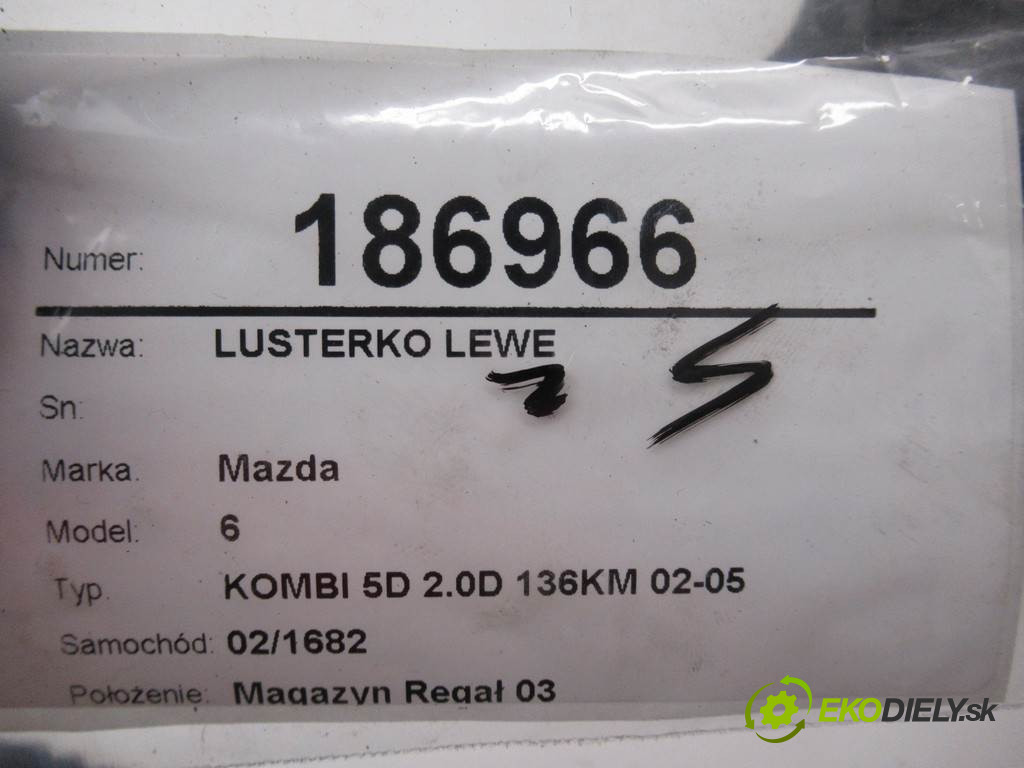 Numer: 186966
Nazwa: LUSTERKO LEWE
Sn:
Marka. Mazda
Model: 6
Typ. KOMBI 5D 2.0D 136KM 02-05
Samochód: 02/1682
Położenie: Magazyn Regał 03
EKODIELY.sk